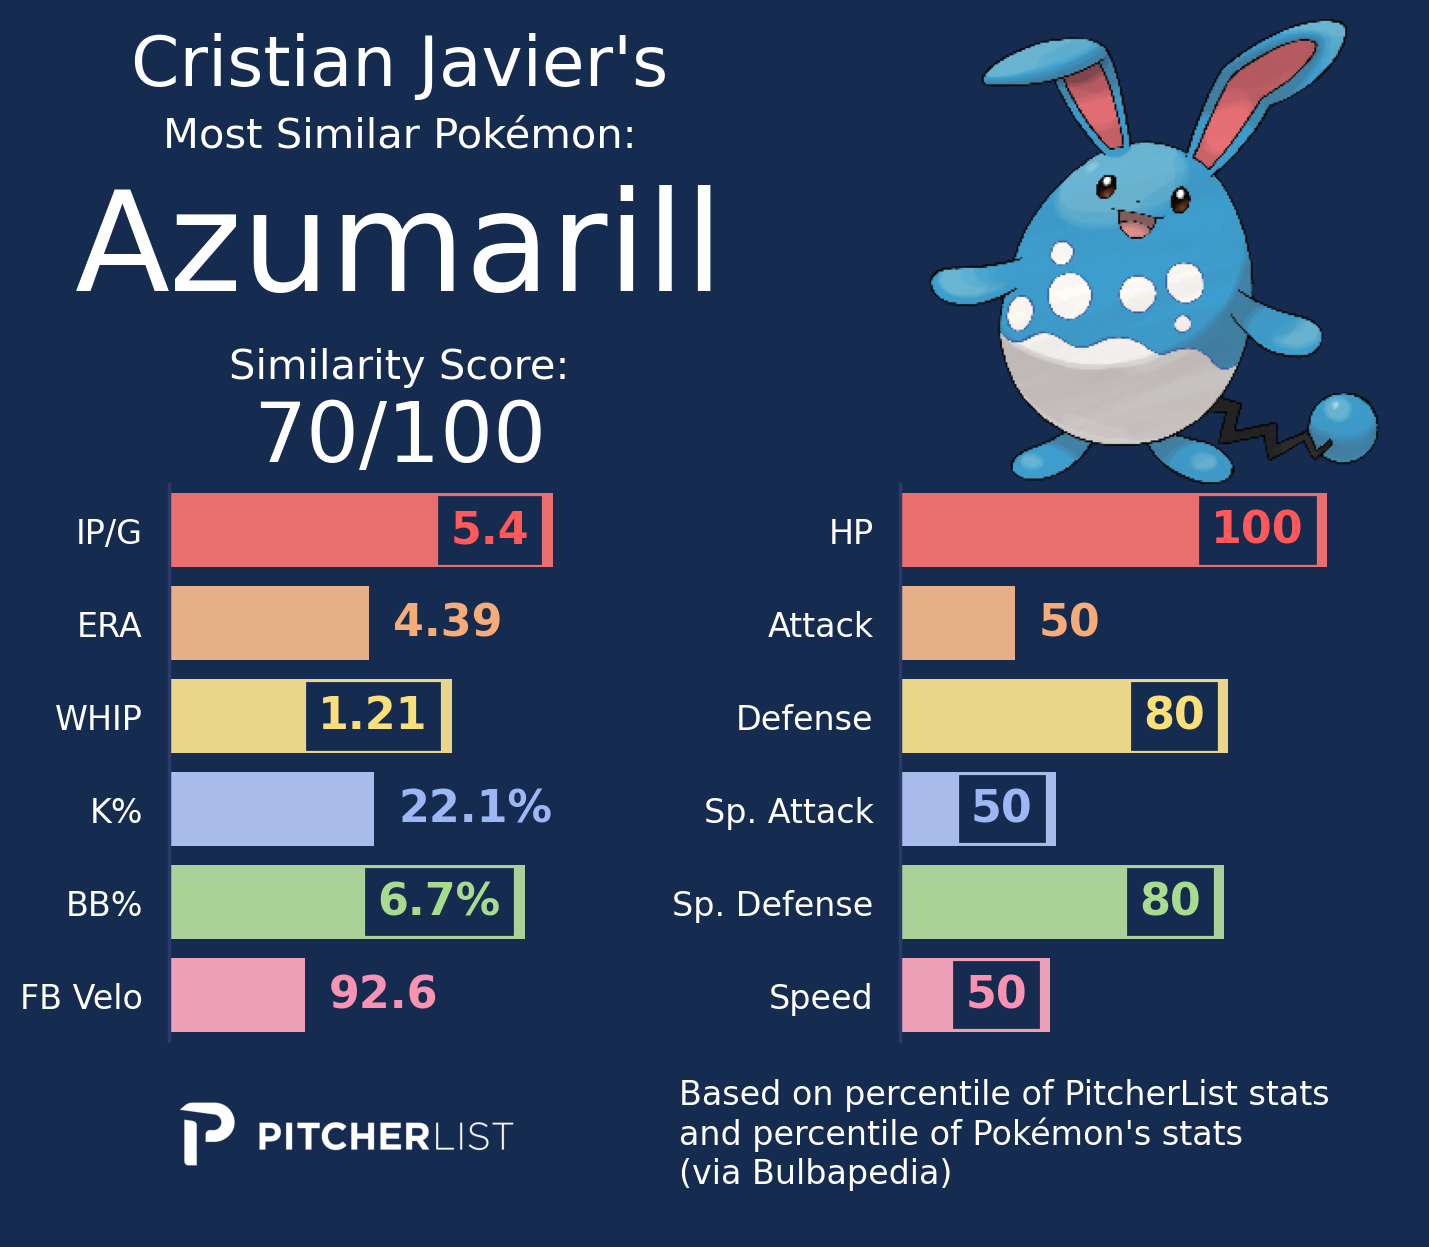 Cristian Javier's
Most Similar Pokémon:
Azumarill
Similarity Score:
70/100
IP/G 5.4
ERA 4.39
WHIP 1.21
K% 22.1%
BB% 6.7%
FB Velo 92.6
HP 100
Attack 50
Defense 80
Sp. Attack 50
Sp. Defense 80
Speed 50
PITCHERLIST
Based on percentile of PitcherList stats
and percentile of Pokémon's stats
(via Bulbapedia)